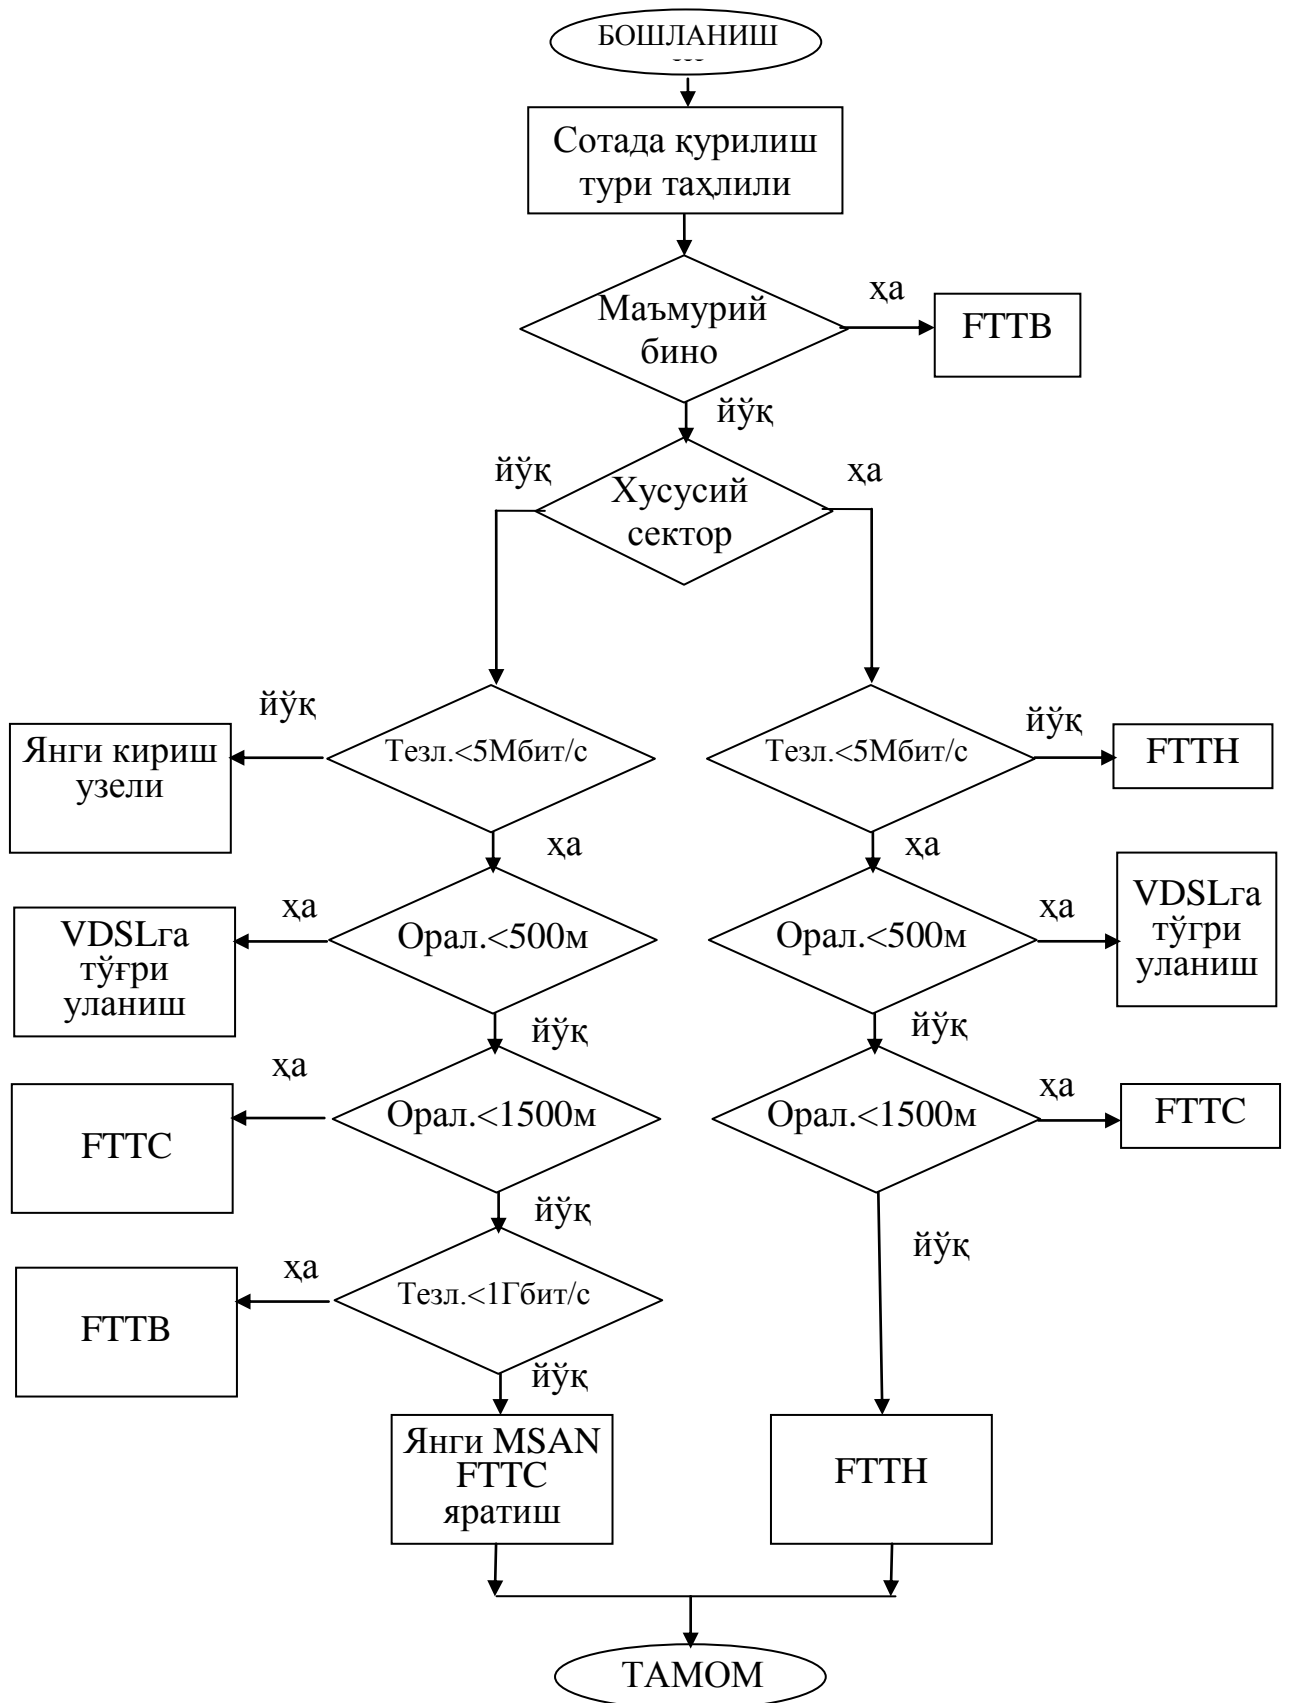 БОШЛАНИШ
Сотада қурилиш
тури таҳлили
Маъмурий
бино
ҳа
FTTB
йўқ
йўқ
Хусусий
сектор
ҳа
йўқ
Янги кириш
узели
Тезл.<5Мбит/с
Тезл.<5Мбит/с
йўқ
FTTH
ҳа
ҳа
ҳа
VDSLга
тўғри
уланиш
Орал.<500м
Орал.<500м
ҳа
VDSLга
тўгри
уланиш
йўқ
йўқ
ҳа
FTTC
Орал.<1500м
Орал.<1500м
ҳа
FTTC
йўқ
йўқ
ҳа
FTTB
Тезл.<1Гбит/с
йўқ
Янги MSAN
FTTC
яратиш
FTTH
ТАМОМ